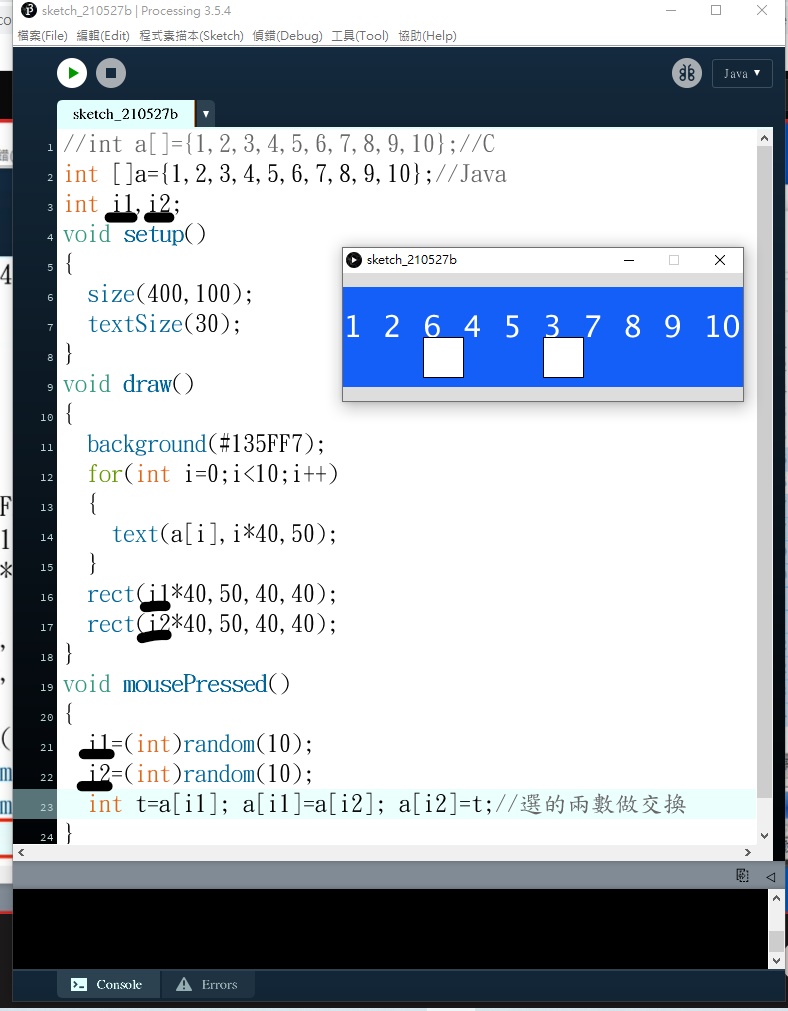 sketch_210527b | Processing 3.5.4
檔案(File) 編輯(Edit) 程式素描本(Sketch) 偵錯(Debug) 工具(Tool) 協助(Help)
Java ▼
sketch_210527b ▼
1 //int a[]={1,2,3,4,5,6,7,8,9,10};//C
2 int []a={1,2,3,4,5,6,7,8,9,10};//Java
3 int i1,i2;
4 void setup()
5 {
6 size(400,100);
7 textSize(30);
8 }
9 void draw()
10 {
11 background(#135FF7);
12 for(int i=0;i<10;i++)
13 {
14 text(a[i],i*40,50);
15 }
16 rect(i1*40,50,40,40);
17 rect(i2*40,50,40,40);
18 }
19 void mousePressed()
20 {
21 i1=(int)random(10);
22 i2=(int)random(10);
23 int t=a[i1]; a[i1]=a[i2]; a[i2]=t;//選的兩數做交換
24 }
sketch_210527b
1 2 6 4 5 3 7 8 9 10
Console Errors